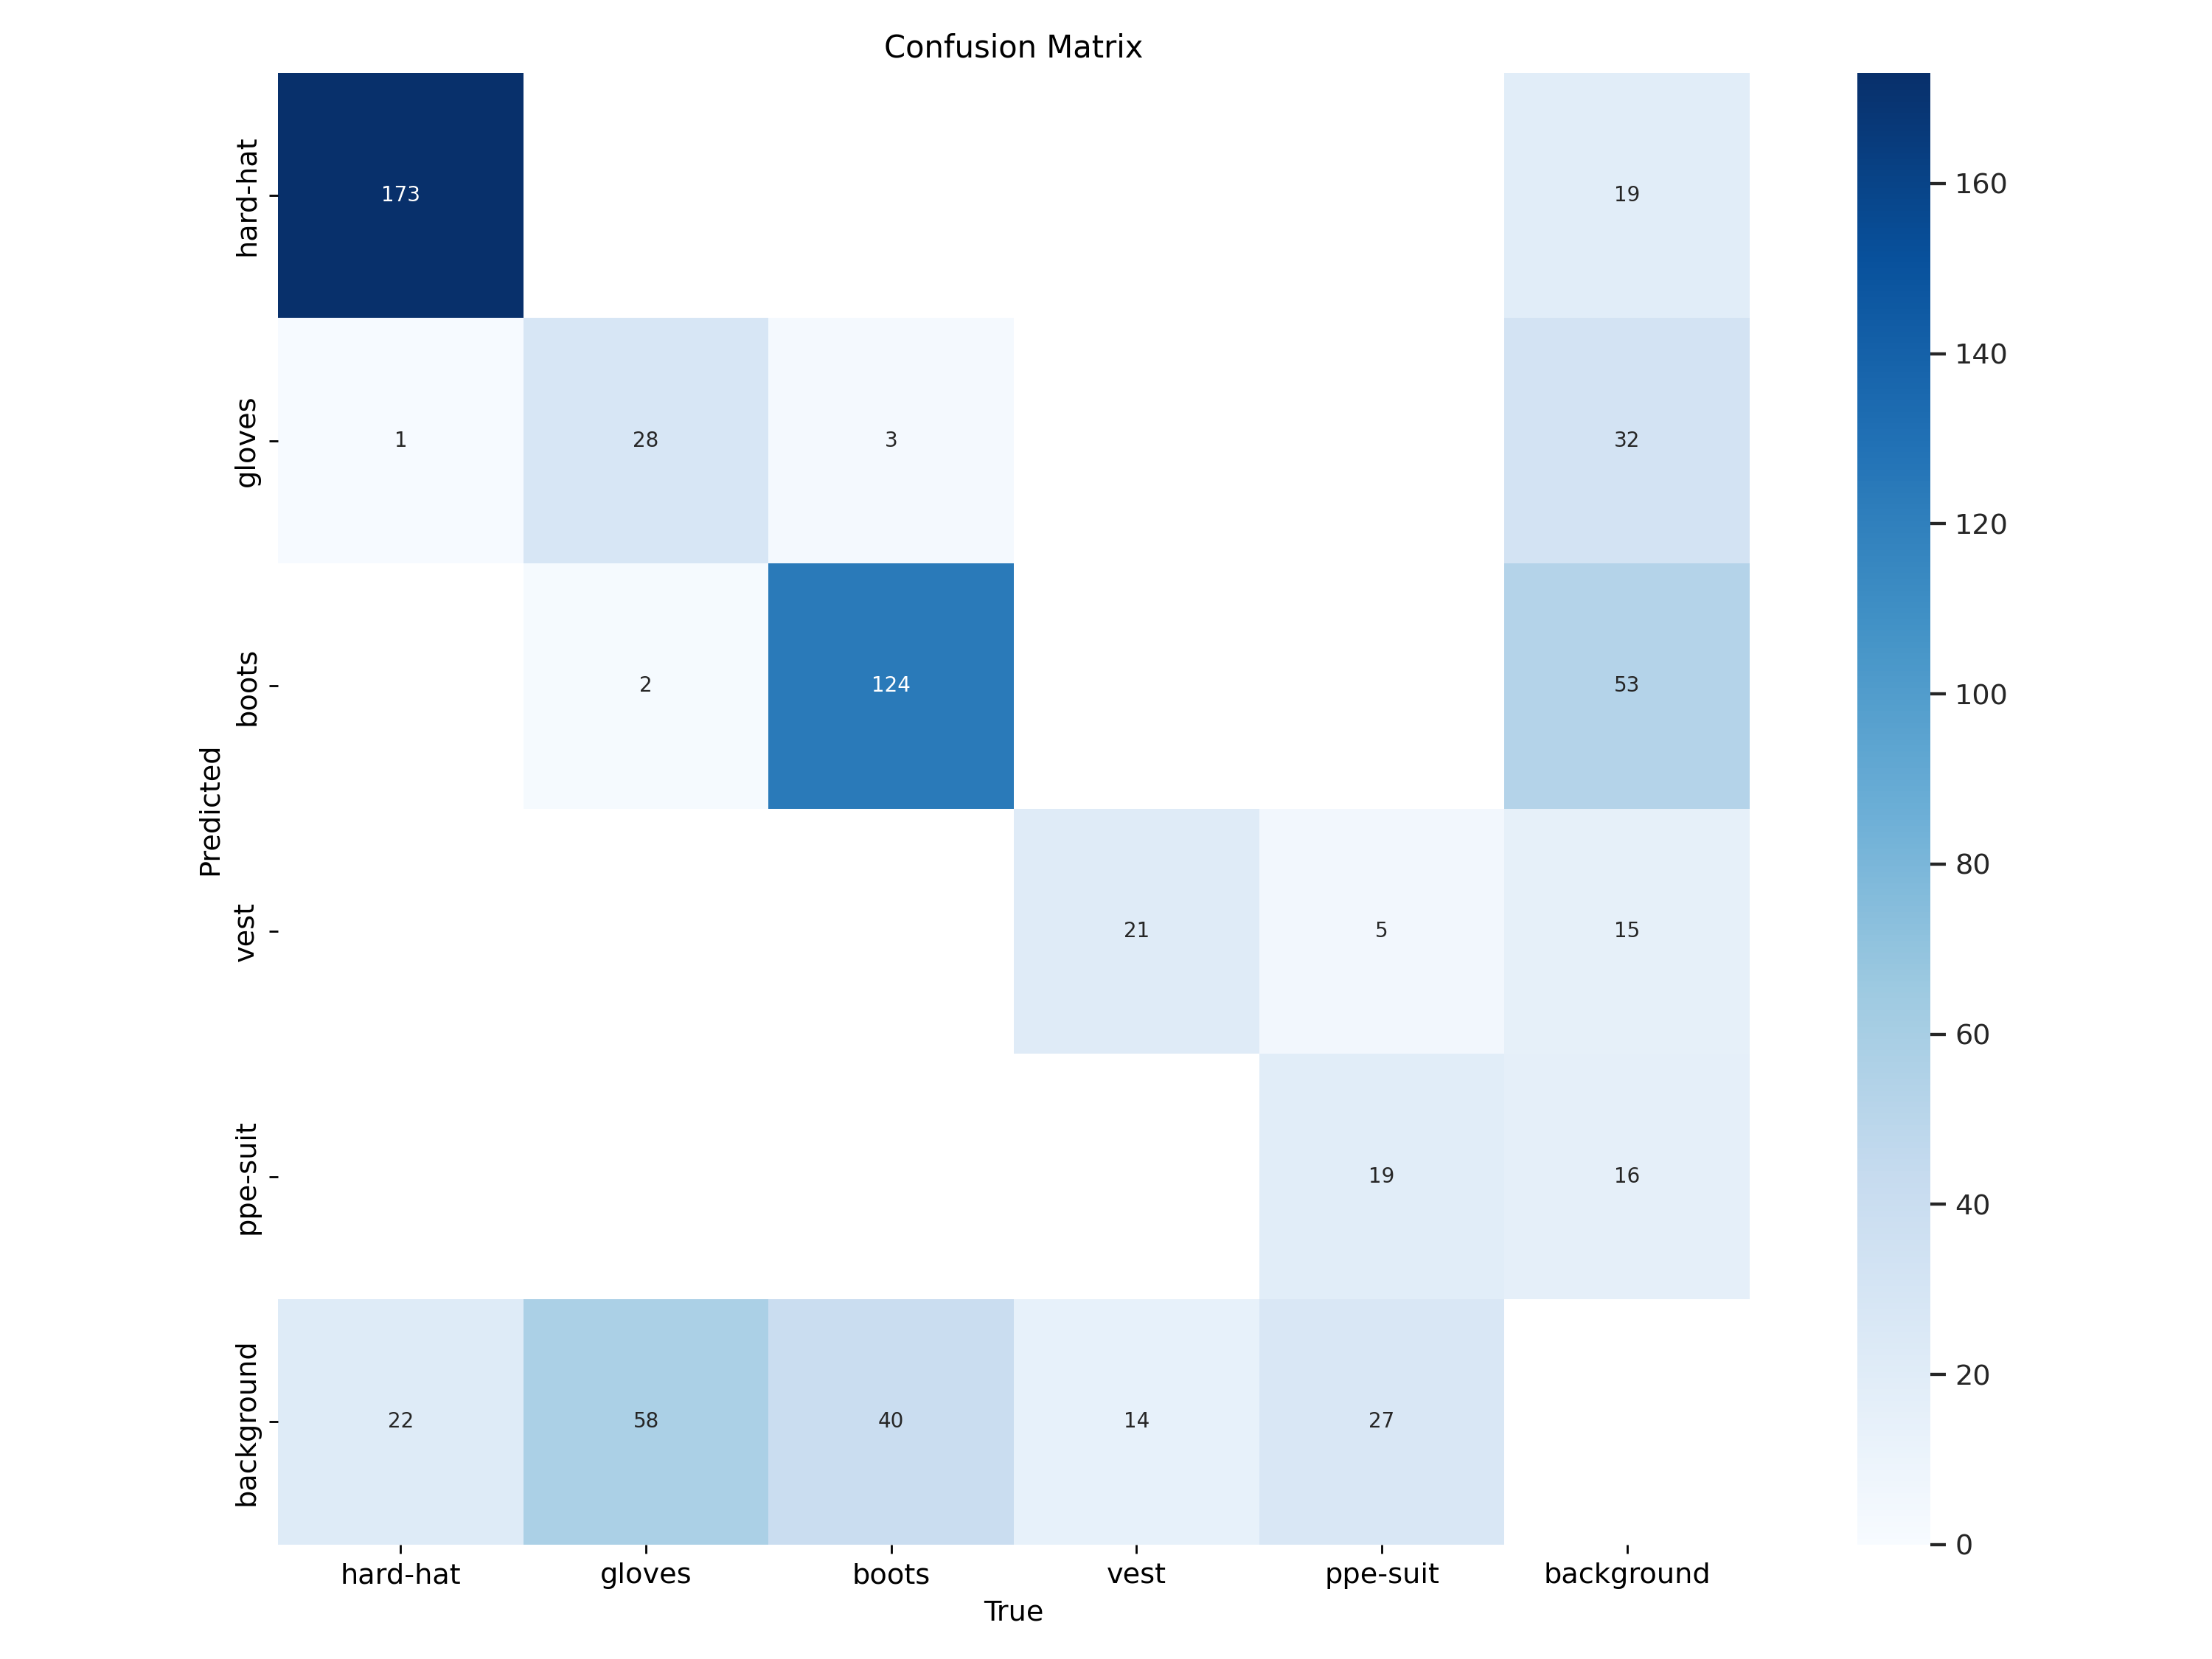 Confusion Matrix
hard-hat
173
19
160
140
gloves
1
28
3
32
120
boots
2
124
53
100
Predicted
80
vest
21
5
15
60
ppe-suit
19
16
40
20
background
22
58
40
14
27
0
hard-hat
gloves
boots
vest
ppe-suit
background
True